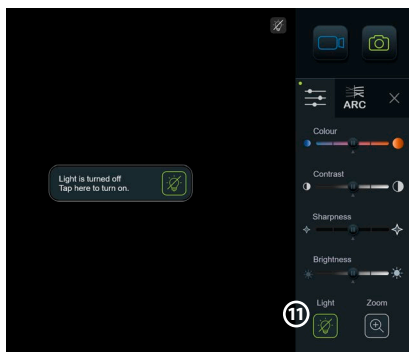 ARC
Colour
Contrast
Light is turned off
Tap here to turn on.
Sharpness
Brightness
Light Zoom
11